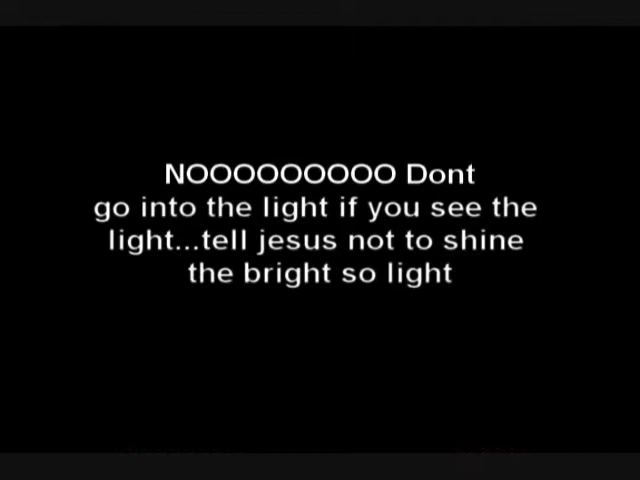 NOOOOOOOOO Dont
go into the light if you see the
light...tell jesus not to shine
the bright so light